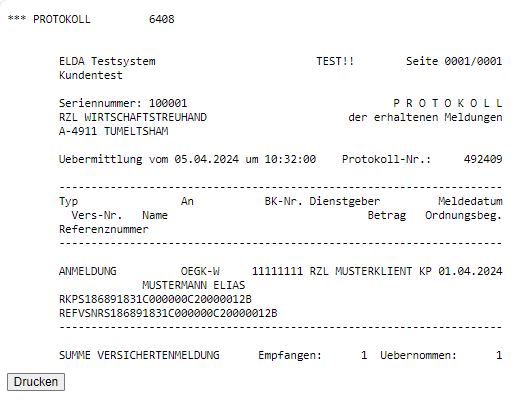 *** PROTOKOLL 6408
ELDA Testsystem TEST!! Seite 0001/0001
Kundentest
Seriennummer: 100001 P R O T O K O L L
RZL WIRTSCHAFTSTREUHAND der erhaltenen Meldungen
A-4911 TUMELTSHAM
Uebermittlung vom 05.04.2024 um 10:32:00 Protokoll-Nr.: 492409
---------------------------------------------------------------------
Typ An BK-Nr. Dienstgeber Meldedatum
Vers-Nr. Name Betrag Ordnungsbeg.
Referenznummer
---------------------------------------------------------------------
ANMELDUNG OEGK-W 11111111 RZL MUSTERKLIENT KP 01.04.2024
MUSTERMANN ELIAS
RKPS186891831C000000C20000012B
REFVSNRS186891831C000000C20000012B
---------------------------------------------------------------------
SUMME VERSICHERTENMELDUNG Empfangen: 1 Uebernommen: 1
Drucken